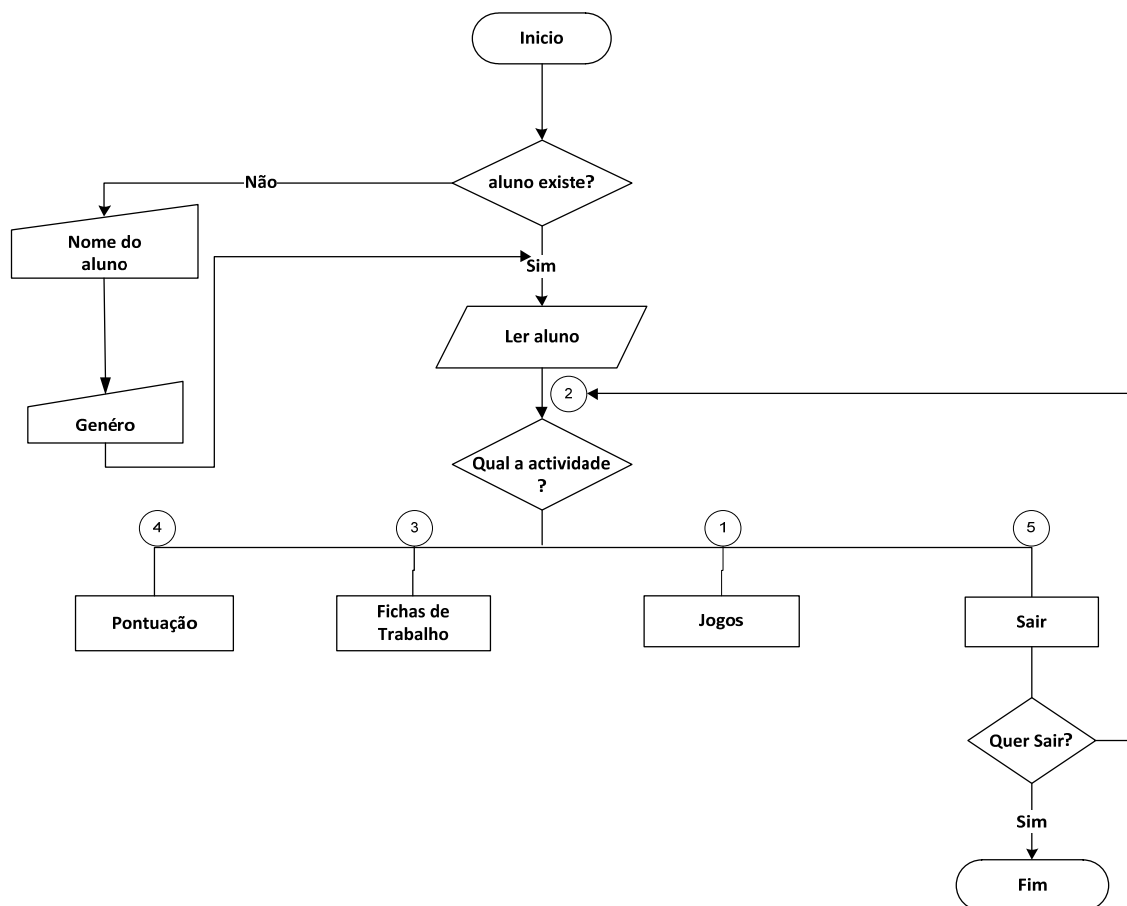 Inicio
aluno existe?
Não
Nome do
aluno
Sim
Ler aluno
2
Genéro
Qual a actividade
?
4
3
1
5
Pontuação
Fichas de
Trabalho
Jogos
Sair
Quer Sair?
Sim
Fim